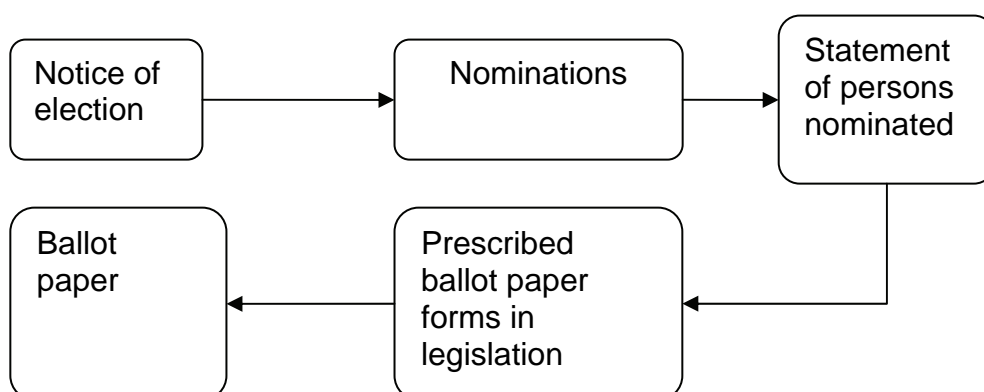 Notice of
election
Nominations
Statement
of persons
nominated
Prescribed
ballot paper
forms in
legislation
Ballot
paper